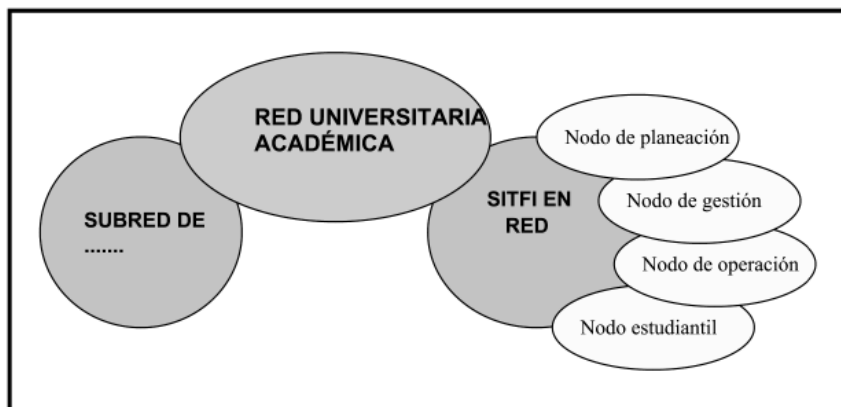 RED UNIVERSITARIA
ACADÉMICA
Nodo de planeación
SUBRED DE
.......
SITFI EN
RED
Nodo de gestión
Nodo de operación
Nodo estudiantil